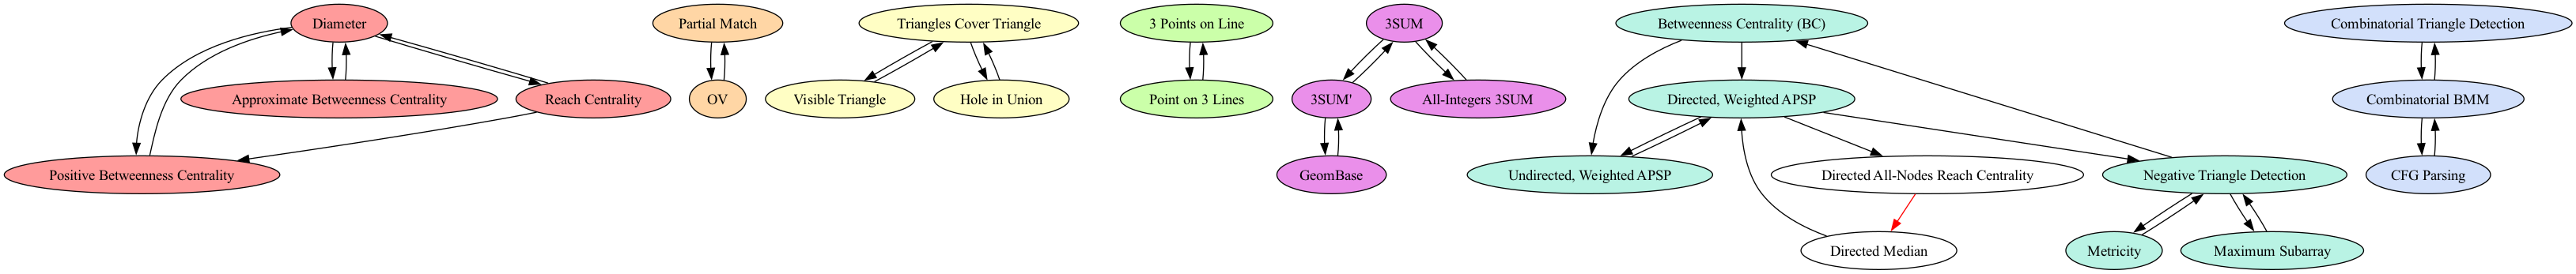 Diameter
Partial Match
Triangles Cover Triangle
3 Points on Line
3SUM
Betweenness Centrality (BC)
Combinatorial Triangle Detection
Approximate Betweenness Centrality
Reach Centrality
OV
Visible Triangle
Hole in Union
Point on 3 Lines
3SUM'
All-Integers 3SUM
Directed, Weighted APSP
Combinatorial BMM
Positive Betweenness Centrality
GeomBase
Undirected, Weighted APSP
Directed All-Nodes Reach Centrality
Negative Triangle Detection
CFG Parsing
Directed Median
Metricity
Maximum Subarray